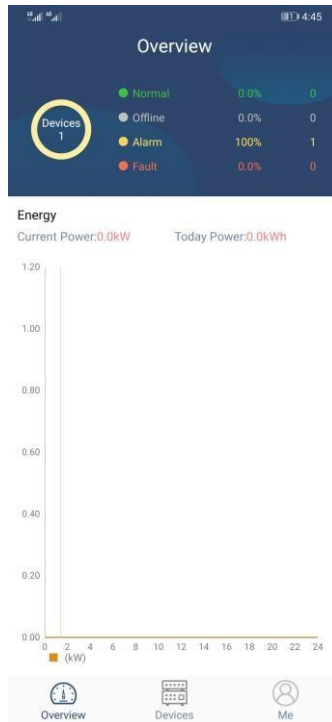 4:45
Overview
Devices
1
Normal 0.0% 0
Offline 0.0% 0
Alarm 100% 1
Fault 0.0% 0
Energy
Current Power:0.0kW Today Power:0.0kWh
1.20
1.00
0.80
0.60
0.40
0.20
0.00
0 2 4 6 8 10 12 14 16 18 20 22 24
(kW)
Overview Devices Me